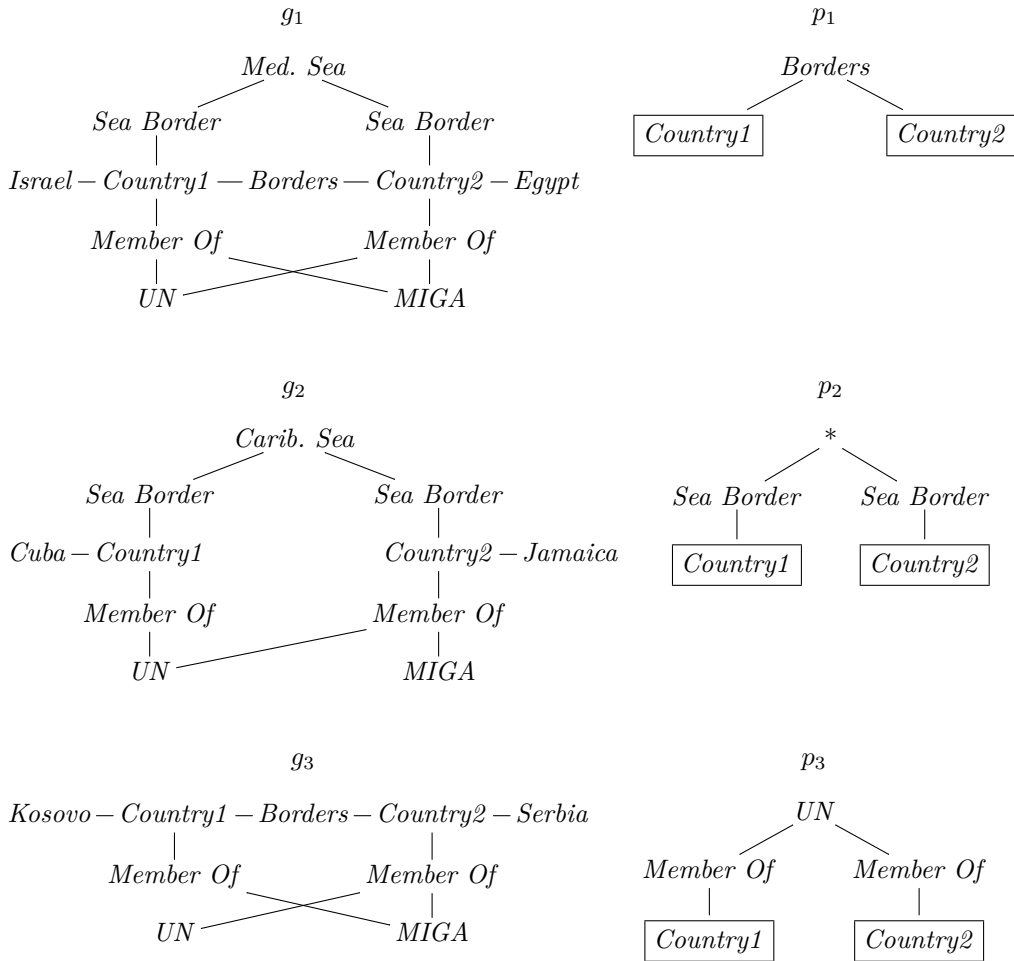 g1 p1
Med. Sea Borders
Sea Border Sea Border Country1 Country2
Israel – Country1 — Borders — Country2 – Egypt
Member Of Member Of
UN MIGA
g2 p2
Carib. Sea *
Sea Border Sea Border Sea Border Sea Border
Cuba – Country1 Country2 – Jamaica Country1 Country2
Member Of Member Of
UN MIGA
g3 p3
Kosovo – Country1 – Borders – Country2 – Serbia UN
Member Of Member Of Member Of Member Of
UN MIGA Country1 Country2